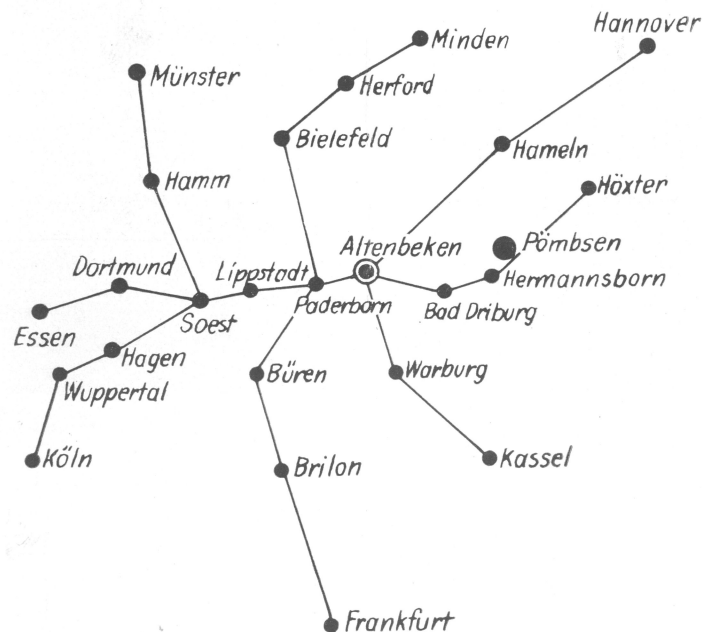 Hannover
Minden
Münster
Herford
Bielefeld
Hameln
Hamm
Höxter
Altenbeken
Pömbsen
Dortmund
Lippstadt
Hermannsborn
Paderborn
Bad Driburg
Essen
Soest
Hagen
Büren
Warburg
Wuppertal
Köln
Brilon
Kassel
Frankfurt